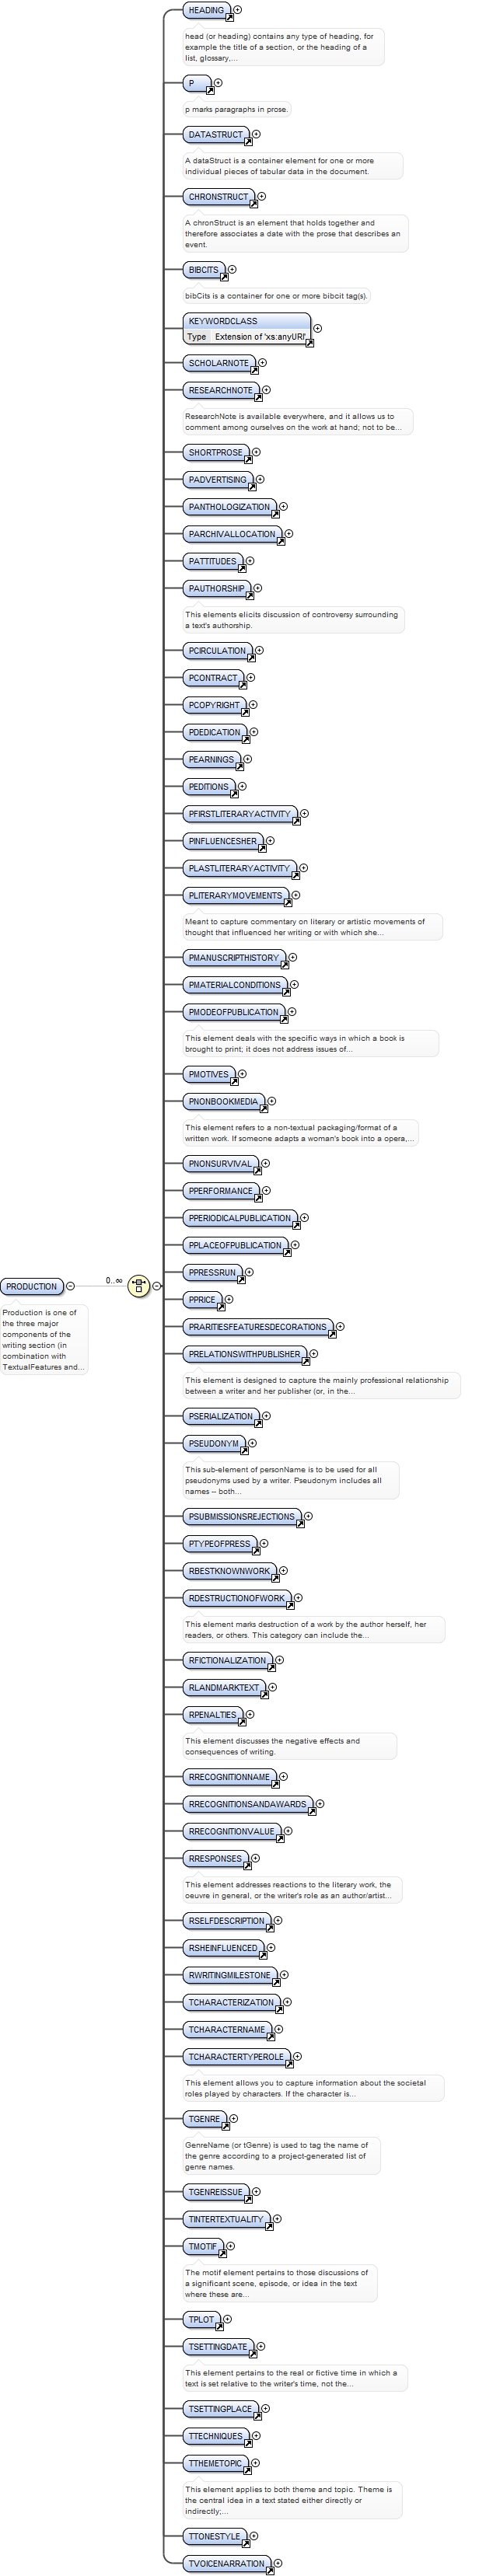 HEADING
head (heading) contains any type of heading, for
example the title of a section, or the heading of a
list, glossary,...
P
p marks paragraphs in prose.
DATASTRUCT
A dataStruct is a container element for one or more
individual pieces of tabular data in the document.
CHRONSTRUCT
A chronStruct is an element that holds together and
therefore associates a date with the prose that describes an
event.
BIBCITS
bibCits is a container for one or more bibcit tag(s).
KEYWORDCLASS
Type Extension of 'xs:anyURI'
SCHOLARNOTE
RESEARCHNOTE
ResearchNote is available everywhere, and it allows us to
comment among ourselves on the work at hand; not to be...
SHORTPROSE
PADVERTISING
PANTHOLOGIZATION
PARCHIVALLOCATION
PATTITUDES
PAUTHORSHIP
This elements elicits discussion of controversy surrounding
a text's authorship.
PCIRCULATION
PCONTRACT
PCOPYRIGHT
PDEDICATION
PEARNINGS
PEDITIONS
PFIRSTLITERARYACTIVITY
PINFLUENCESHER
PLASTLITERARYACTIVITY
PLITERARYMOVEMENTS
Meant to capture commentary on literary or artistic movements of
thought that influenced her writing or with which she...
PMANUSCRIPTHISTORY
PMATERIALCONDITIONS
PMODEOFPUBLICATION
This element deals with the specific ways in which a book is
brought to print; it does not address issues of...
PMOTIVES
PNONBOOKMEDIA
This element refers to a non-textual packaging/format of a
written work. If someone adapts a woman's book into a opera,...
PNONSURVIVAL
PPERFORMANCE
PPERIODICALPUBLICATION
PPLACEOFPUBLICATION
PPRESSRUN
PRODUCTION
0..∞
Production is one of
the three major
components of the
writing section (in
combination with
TextualFeatures and...
PPRICE
PRARITIESFEATURESDECORATIONS
PRELATIONSWITHPUBLISHER
This element is designed to capture the mainly professional relationship
between a writer and her publisher (or, in the...
PSERIALIZATION
PSEUDONYM
This sub-element of personName is to be used for all
pseudonyms used by a writer. Pseudonym includes all
names -- both...
PSUBMISSIONSREJECTIONS
PTYPEOFPRESS
RBESTKNOWNWORK
RDESTRUCTIONOFWORK
This element marks destruction of a work by the author herself, her
readers, or others. This category can include the...
RFICTIONALIZATION
RLANDMARKTEXT
RPENALTIES
This element discusses the negative effects and
consequences of writing.
RRECOGNITIONNAME
RRECOGNITIONSANDAWARDS
RRECOGNITIONVALUE
RRESPONSES
This element addresses reactions to the literary work, the
oeuvre in general, or the writer's role as an author/artist...
RSELFDESCRIPTION
RSHEINFLUENCED
RWRITINGMILESTONE
TCHARACTERIZATION
TCHARACTERNAME
TCHARACTERTYPEROLE
This element allows you to capture information about the societal
roles played by characters. If the character is...
TGENRE
GenreName (or tGenre) is used to tag the name of
the genre according to a project-generated list of
genre names.
TGENREISSUE
TINTERTEXTUALITY
TMOTIF
The motif element pertains to those discussions of
a significant scene, episode, or idea in the text
where these are...
TPLOT
TSETTINGDATE
This element pertains to the real or fictive time in which a
text is set relative to the writer's time, not the...
TSETTINGPLACE
TTECHNIQUES
TTHEMETOPIC
This element applies to both theme and topic. Theme is
the central idea in a text stated either directly or
indirectly;...
TTONESTYLE
TVOICENARRATION